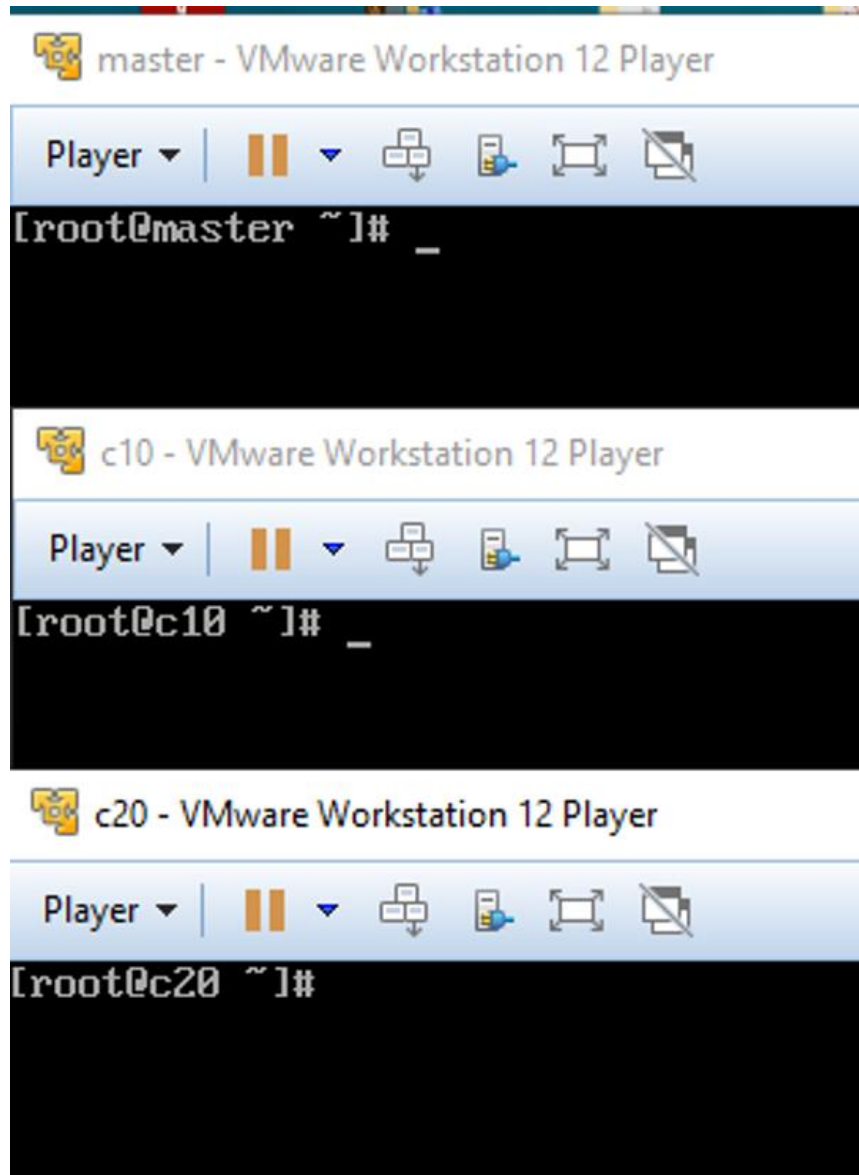 master - VMware Workstation 12 Player
Player
[root@master ~]# _
c10 - VMware Workstation 12 Player
Player
[root@c10 ~]# _
c20 - VMware Workstation 12 Player
Player
[root@c20 ~]#